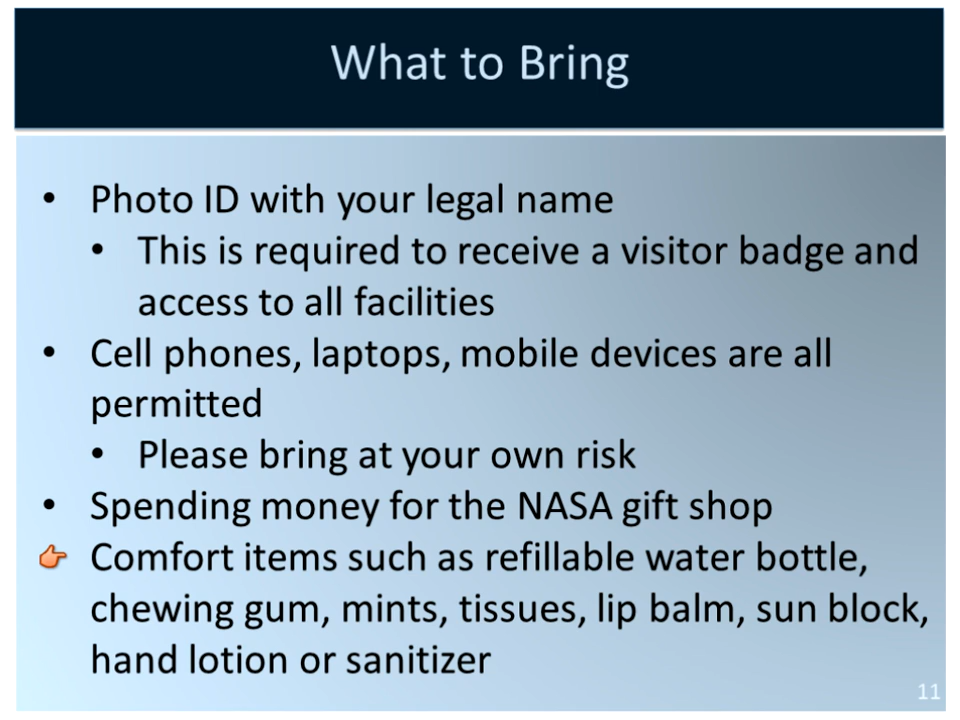 What to Bring
• Photo ID with your legal name
• This is required to receive a visitor badge and
access to all facilities
• Cell phones, laptops, mobile devices are all
permitted
• Please bring at your own risk
• Spending money for the NASA gift shop
Comfort items such as refillable water bottle,
chewing gum, mints, tissues, lip balm, sun block,
hand lotion or sanitizer
11